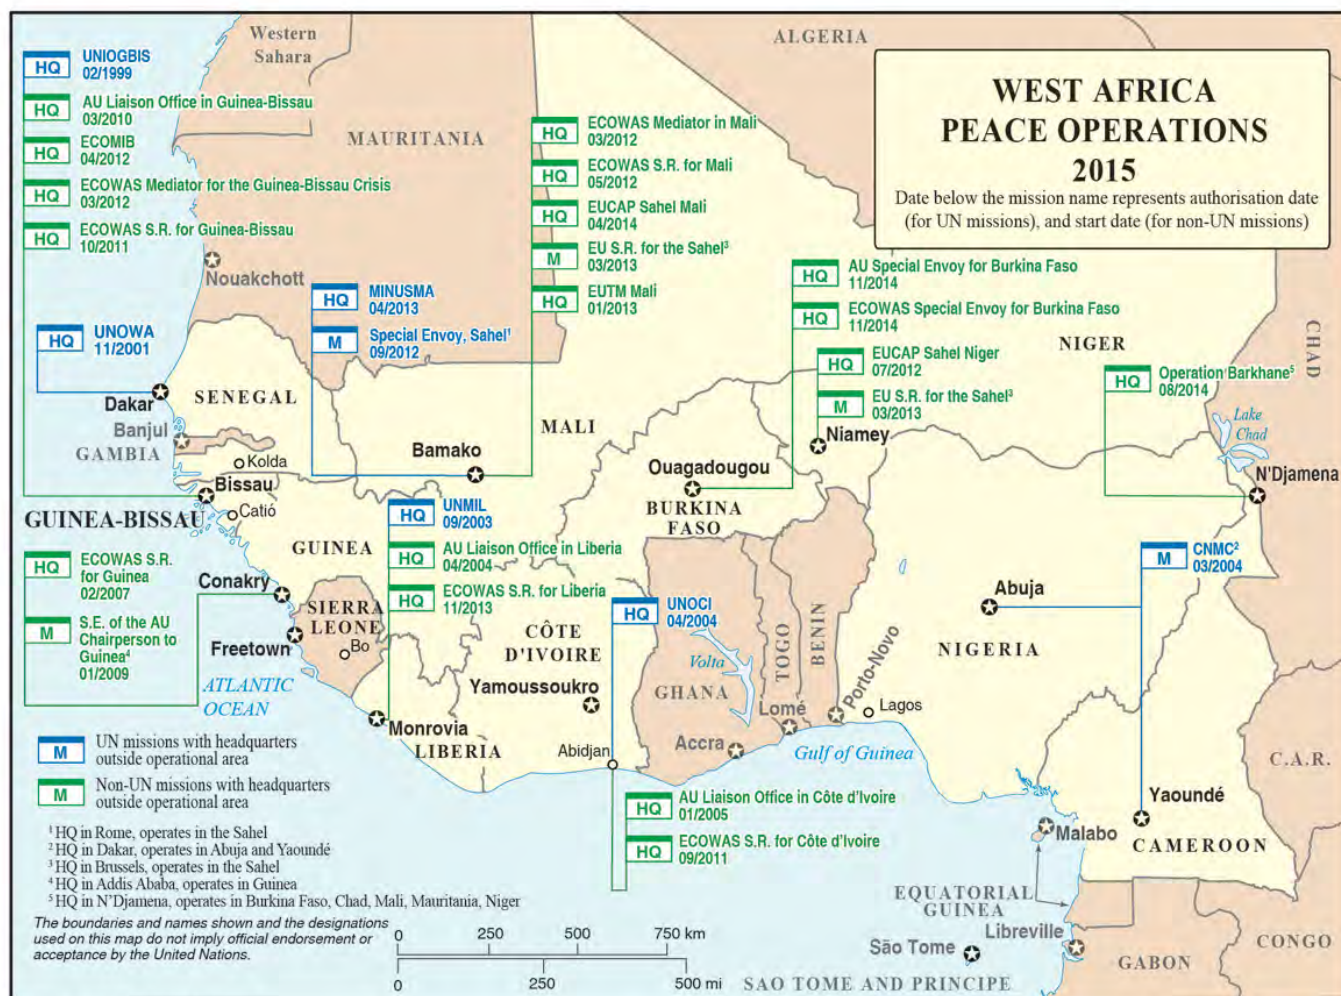 WEST AFRICA
PEACE OPERATIONS
2015
Date below the mission name represents authorisation date
(for UN missions), and start date (for non-UN missions)
Western
Sahara
ALGERIA
MAURITANIA
HQ UNIOGBIS
02/1999
HQ AU Liaison Office in Guinea-Bissau
03/2010
HQ ECOMIB
04/2012
HQ ECOWAS Mediator for the Guinea-Bissau Crisis
03/2012
HQ ECOWAS S.R. for Guinea-Bissau
10/2011
HQ ECOWAS Mediator in Mali
03/2012
HQ ECOWAS S.R. for Mali
05/2012
HQ EUCAP Sahel Mali
04/2014
M EU S.R. for the Sahel³
03/2013
HQ EUTM Mali
01/2013
Nouakchott
HQ MINUSMA
04/2013
M Special Envoy, Sahel¹
09/2012
HQ UNOWA
11/2001
HQ AU Special Envoy for Burkina Faso
11/2014
HQ ECOWAS Special Envoy for Burkina Faso
11/2014
HQ EUCAP Sahel Niger
07/2012
M EU S.R. for the Sahel³
03/2013
NIGER
CHAD
HQ Operation Barkhane⁵
08/2014
Lake
Chad
Dakar
SENEGAL
Banjul
GAMBIA
Kolda
MALI
Bamako
Niamey
Ouagadougou
BURKINA
FASO
N'Djamena
Bissau
GUINEA-BISSAU
Catió
GUINEA
HQ UNMIL
09/2003
HQ AU Liaison Office in Liberia
04/2004
HQ ECOWAS S.R. for Liberia
11/2013
HQ ECOWAS S.R.
for Guinea
02/2007
M S.E. of the AU
Chairperson to
Guinea⁴
01/2009
Conakry
SIERRA
LEONE
Freetown
Bo
ATLANTIC
OCEAN
HQ UNOCI
04/2004
CÔTE
D'IVOIRE
Yamoussoukro
Volta
GHANA
TOGO
BENIN
Porto-Novo
Abuja
NIGERIA
M CNMC²
03/2004
Monrovia
LIBERIA
Abidjan
Accra
Lomé
Lagos
Gulf of Guinea
C.A.R.
HQ AU Liaison Office in Côte d'Ivoire
01/2005
HQ ECOWAS S.R. for Côte d'Ivoire
09/2011
Yaoundé
Malabo
CAMEROON
EQUATORIAL
GUINEA
Libreville
São Tome
SAO TOME AND PRINCIPE
GABON
CONGO
M UN missions with headquarters
outside operational area
M Non-UN missions with headquarters
outside operational area
¹ HQ in Rome, operates in the Sahel
² HQ in Dakar, operates in Abuja and Yaoundé
³ HQ in Brussels, operates in the Sahel
⁴ HQ in Addis Ababa, operates in Guinea
⁵ HQ in N'Djamena, operates in Burkina Faso, Chad, Mali, Mauritania, Niger
The boundaries and names shown and the designations
used on this map do not imply official endorsement or
acceptance by the United Nations.
0 250 500 750 km
0 250 500 mi